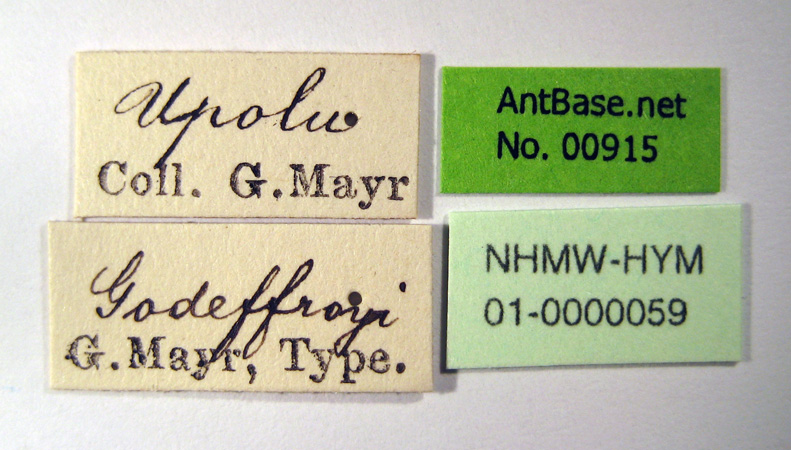 Upolu
Coll. G.Mayr
Godeffroyi
G.Mayr, Type.
AntBase.net
No. 00915
NHMW-HYM
01-0000059